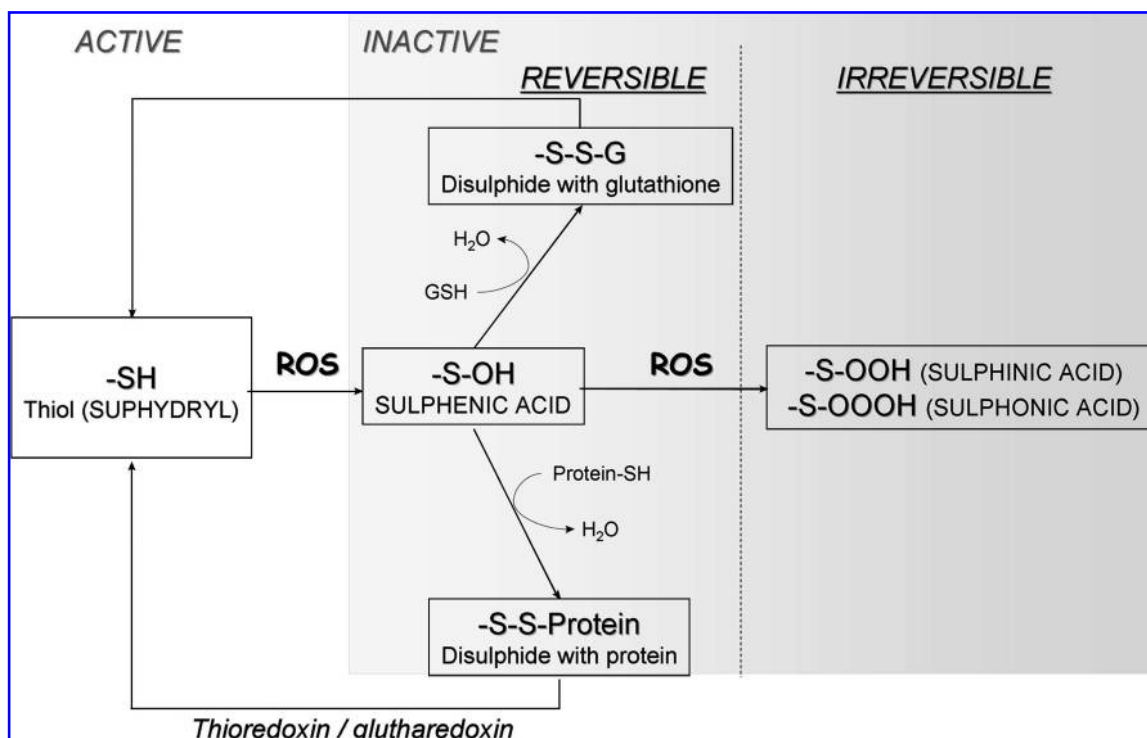 ACTIVE
INACTIVE
REVERSIBLE
IRREVERSIBLE
-S-S-G
Disulphide with glutathione
H2O
GSH
-SH
Thiol (SUPHYDRYL)
ROS
-S-OH
SULPHENIC ACID
ROS
-S-OOH (SULPHINIC ACID)
-S-OOOH (SULPHONIC ACID)
Protein-SH
H2O
-S-S-Protein
Disulphide with protein
Thioredoxin / glutharedoxin